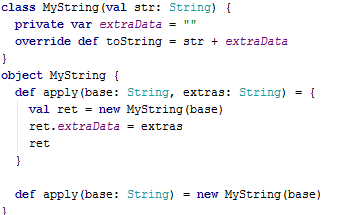 class MyString(val str: String) {
  private var extraData = ""
  override def toString = str + extraData
}
object MyString {
  def apply(base: String, extras: String) = {
    val ret = new MyString(base)
    ret.extraData = extras
    ret
  }

  def apply(base: String) = new MyString(base)
}